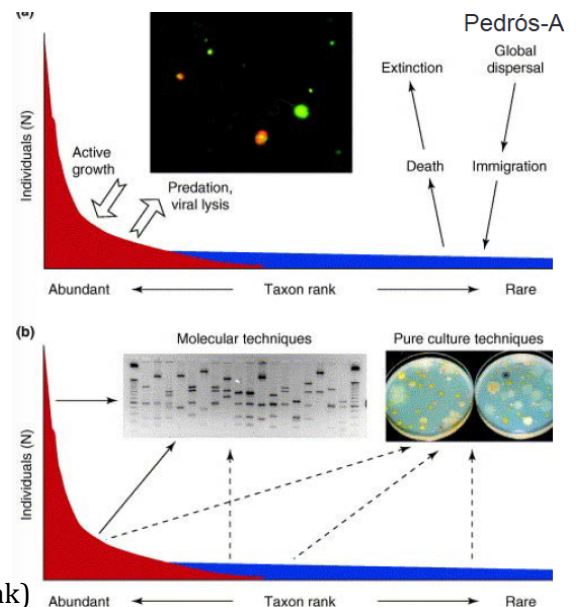 (a)
Pedrós-A
Extinction
Global
dispersal
Individuals (N)
Active
growth
Predation,
viral lysis
Death
Immigration
Abundant
Taxon rank
Rare
(b)
Molecular techniques
Pure culture techniques
Individuals (N)
nk)
Abundant
Taxon rank
Rare